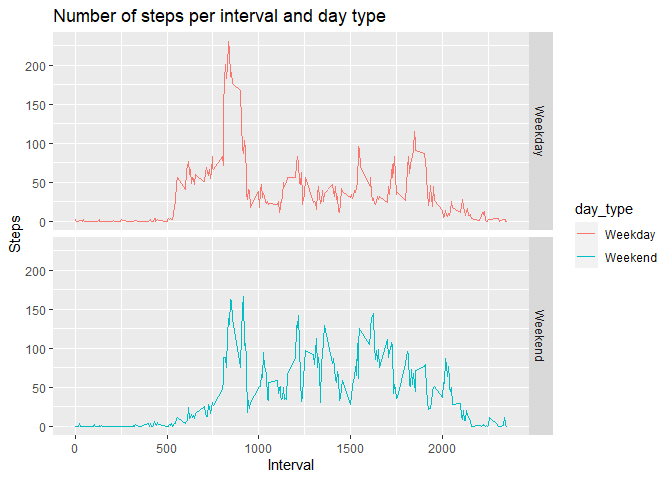 Number of steps per interval and day type
200
150
100
50
0
Weekday
200
150
100
50
0
Weekend
Steps
0
500
1000
1500
2000
Interval
day_type
Weekday
Weekend